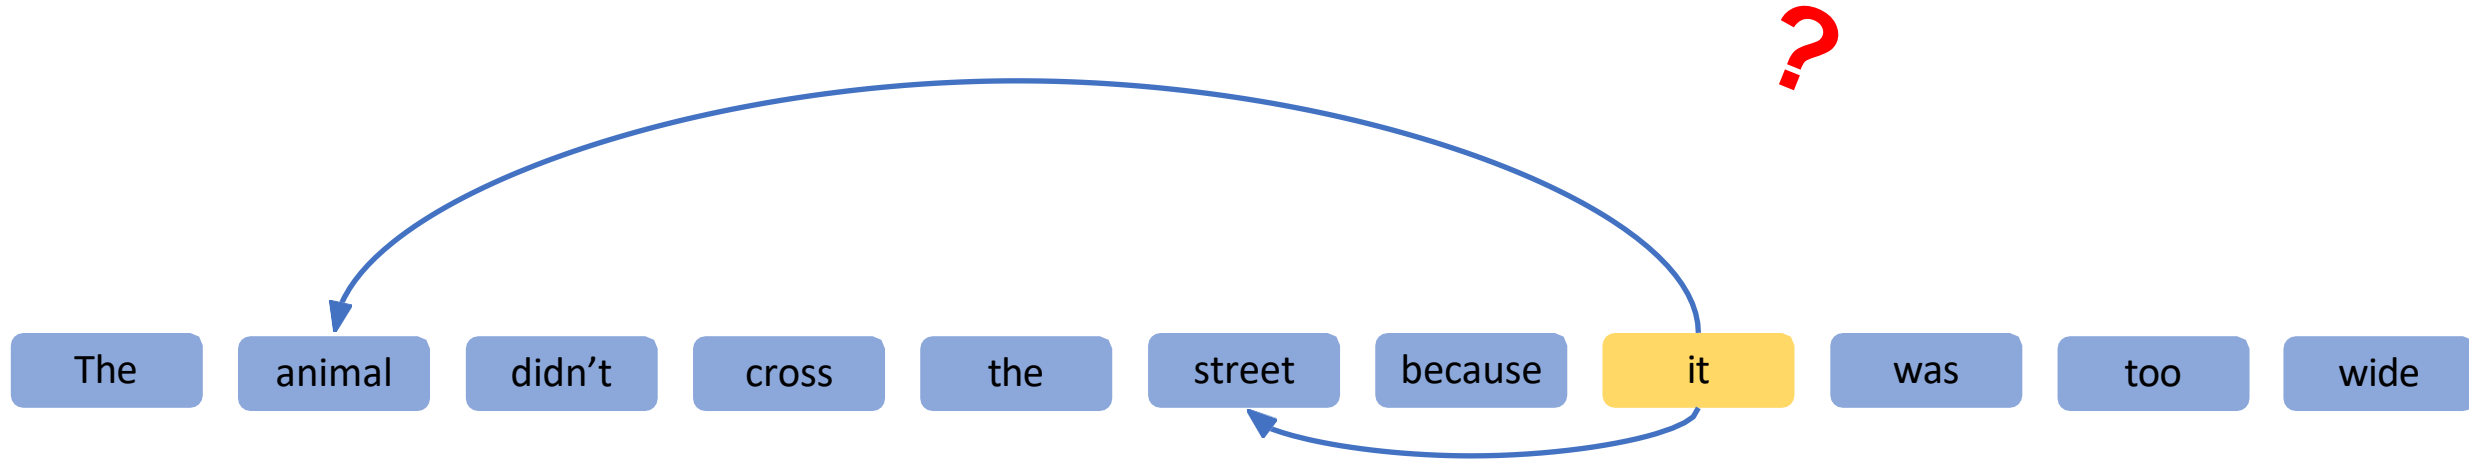 ?
The animal didn’t cross the street because it was too wide